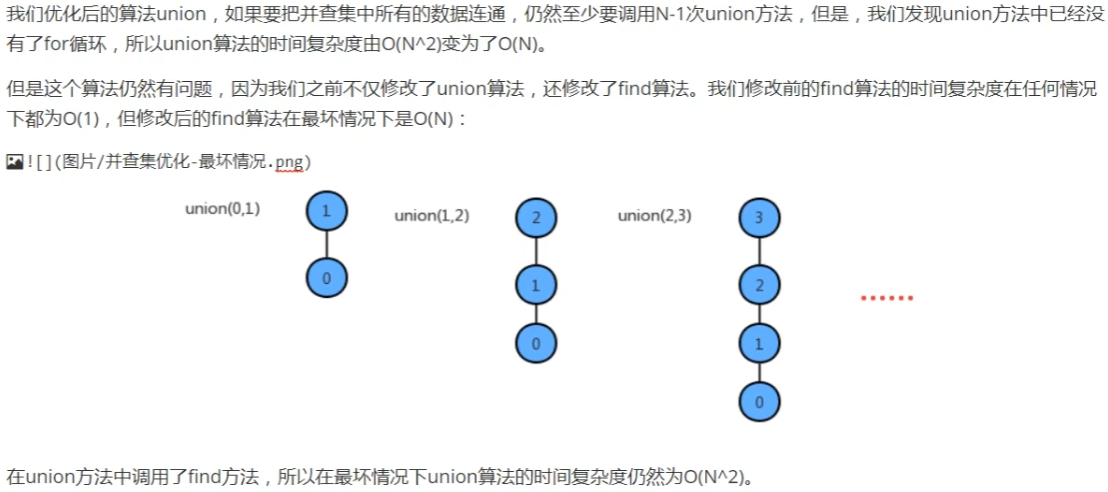 我们优化后的算法union，如果要把并查集中所有的数据连通，仍然至少要调用N-1次union方法，但是，我们发现union方法中已经没
有了for循环，所以union算法的时间复杂度由O(N^2)变为了O(N)。
但是这个算法仍然有问题，因为我们之前不仅修改了union算法，还修改了find算法。我们修改前的find算法的时间复杂度在任何情况
下都为O(1)，但修改后的find算法在最坏情况下是O(N)：
![](图片/并查集优化-最坏情况.png)
union(0,1)
1
0
union(1,2)
2
1
0
union(2,3)
3
2
1
0
······
在union方法中调用了find方法，所以在最坏情况下union算法的时间复杂度仍然为O(N^2)。